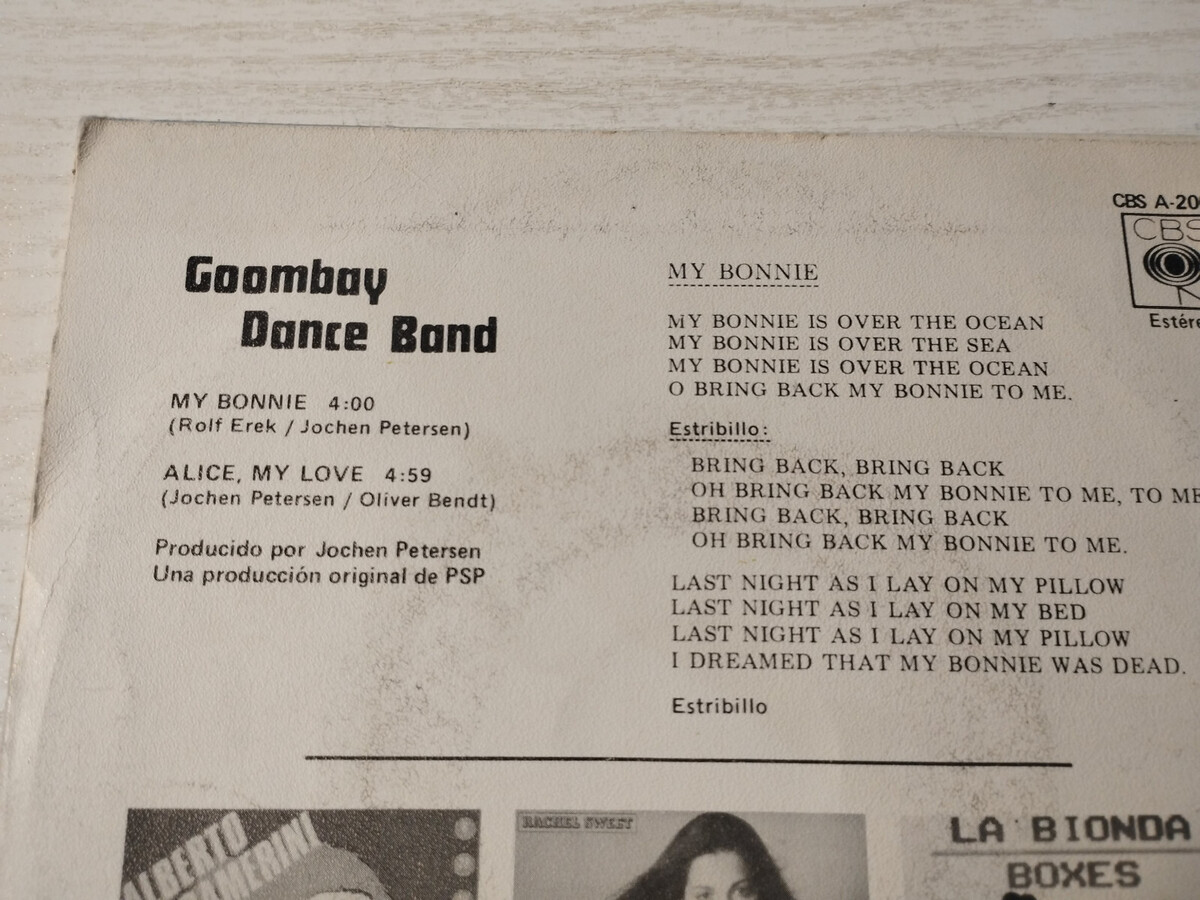 Goombay
Dance Band
MY BONNIE 4:00
(Rolf Erek / Jochen Petersen)
ALICE, MY LOVE 4:59
(Jochen Petersen / Oliver Bendt)
Producido por Jochen Petersen
Una producción original de PSP
MY BONNIE
MY BONNIE IS OVER THE OCEAN
MY BONNIE IS OVER THE SEA
MY BONNIE IS OVER THE OCEAN
O BRING BACK MY BONNIE TO ME.
Estribillo:
BRING BACK, BRING BACK
OH BRING BACK MY BONNIE TO ME, TO ME
BRING BACK, BRING BACK
OH BRING BACK MY BONNIE TO ME.
LAST NIGHT AS I LAY ON MY PILLOW
LAST NIGHT AS I LAY ON MY BED
LAST NIGHT AS I LAY ON MY PILLOW
I DREAMED THAT MY BONNIE WAS DEAD.
Estribillo
CBS A-20
CBS
Estére
ALBERTO
CAMERINI
RACHEL SWEET
LA BIONDA
BOXES